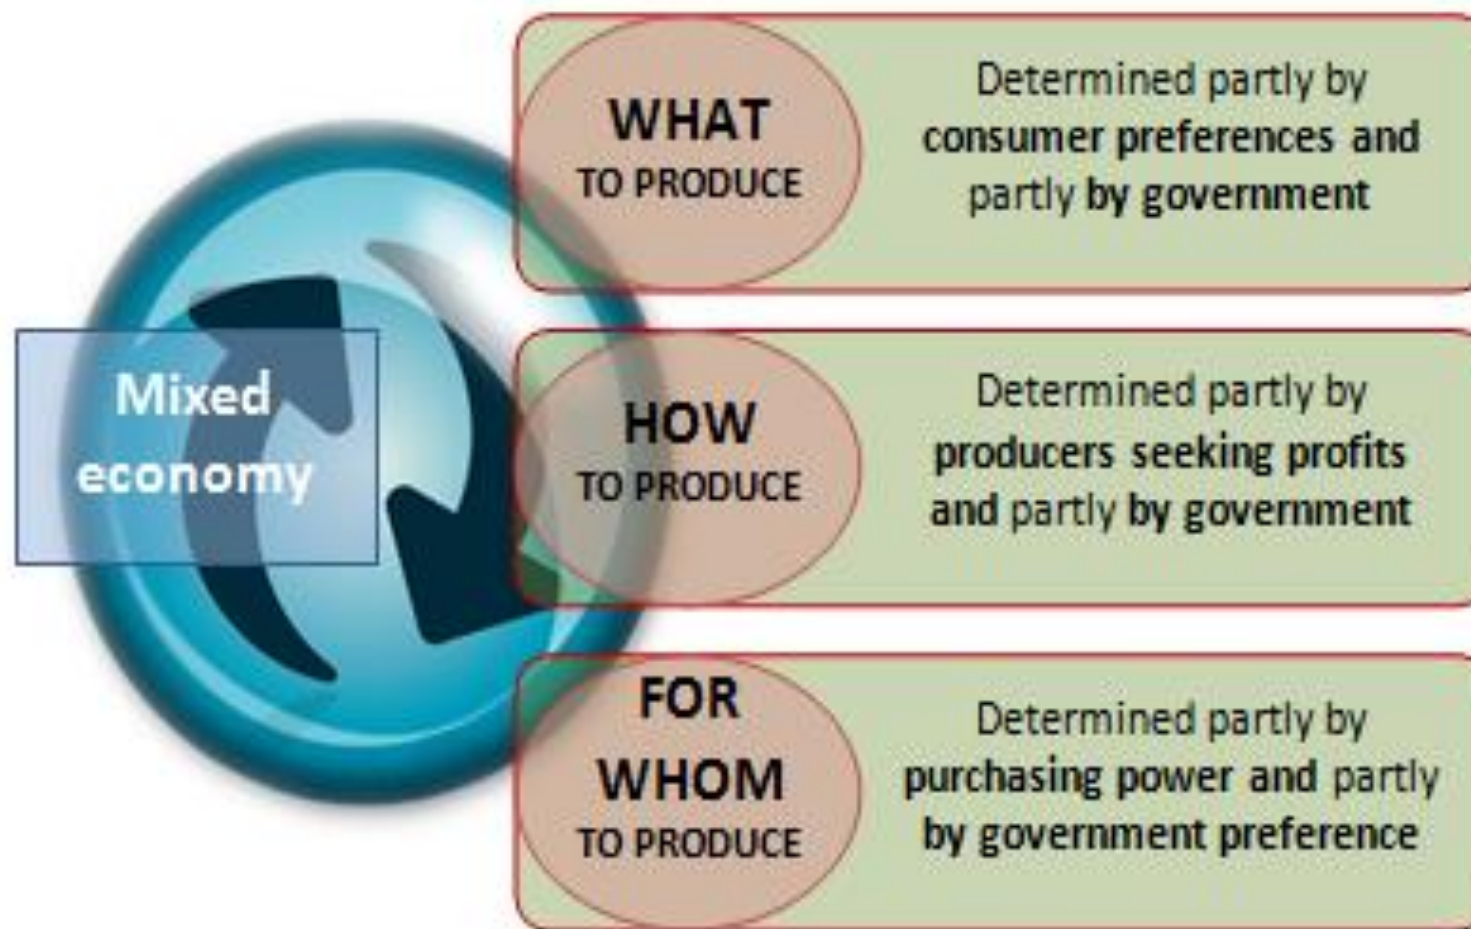 Mixed
economy
WHAT
TO PRODUCE
Determined partly by
consumer preferences and
partly by government
HOW
TO PRODUCE
Determined partly by
producers seeking profits
and partly by government
FOR
WHOM
TO PRODUCE
Determined partly by
purchasing power and partly
by government preference